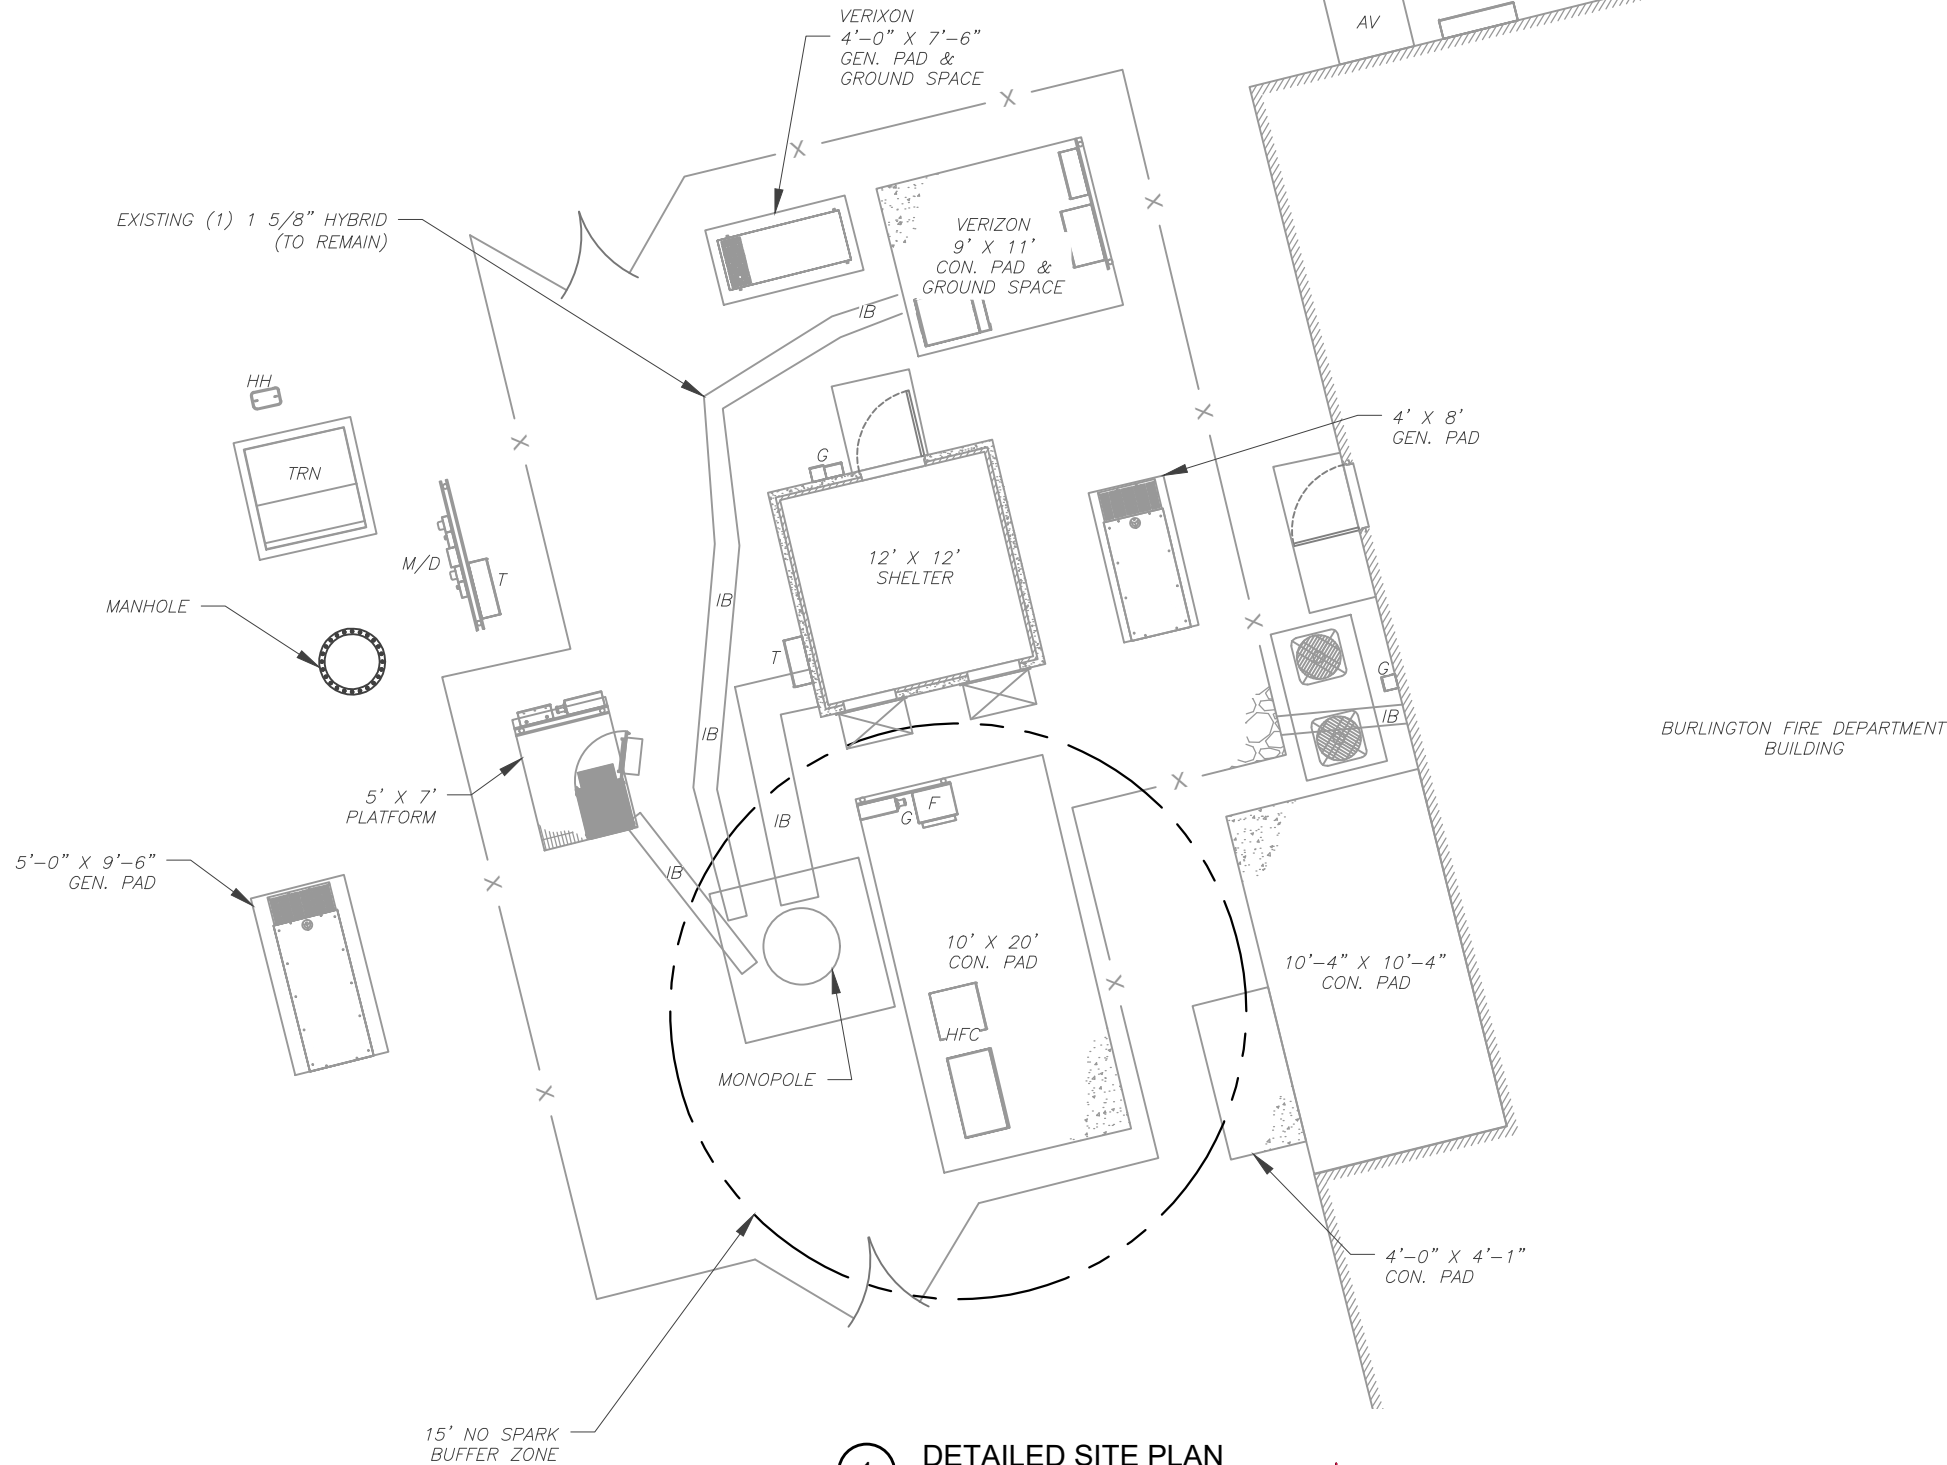 VERIXON
4'-0" X 7'-6"
GEN. PAD &
GROUND SPACE
AV
X
X
EXISTING (1) 1 5/8" HYBRID
(TO REMAIN)
X
VERIZON
9' X 11'
CON. PAD &
GROUND SPACE
IB
HH
X
X
4' X 8'
GEN. PAD
TRN
G
M/D
T
12' X 12'
SHELTER
MANHOLE
IB
X
T
G
IB
IB
BURLINGTON FIRE DEPARTMENT
BUILDING
5' X 7'
PLATFORM
X
F
G
IB
5'-0" X 9'-6"
GEN. PAD
X
IB
10' X 20'
CON. PAD
X
10'-4" X 10'-4"
CON. PAD
HFC
MONOPOLE
X
4'-0" X 4'-1"
CON. PAD
15' NO SPARK
BUFFER ZONE
DETAILED SITE PLAN